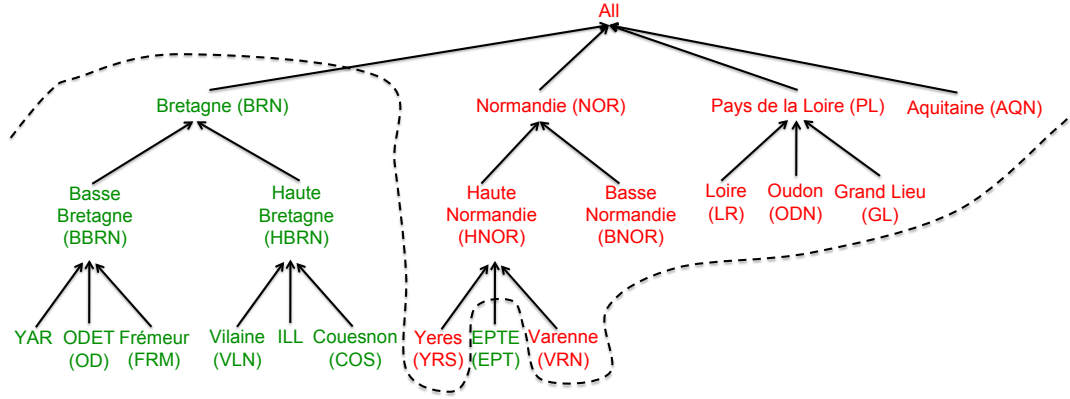 All
Bretagne (BRN)
Normandie (NOR)
Pays de la Loire (PL)
Aquitaine (AQN)
Basse
Bretagne
(BBRN)
Haute
Bretagne
(HBRN)
Haute
Normandie
(HNOR)
Basse
Normandie
(BNOR)
Loire
(LR)
Oudon
(ODN)
Grand Lieu
(GL)
YAR
ODET
(OD)
Frémeur
(FRM)
Vilaine
(VLN)
ILL
Couesnon
(COS)
Yeres
(YRS)
EPTE
(EPT)
Varenne
(VRN)